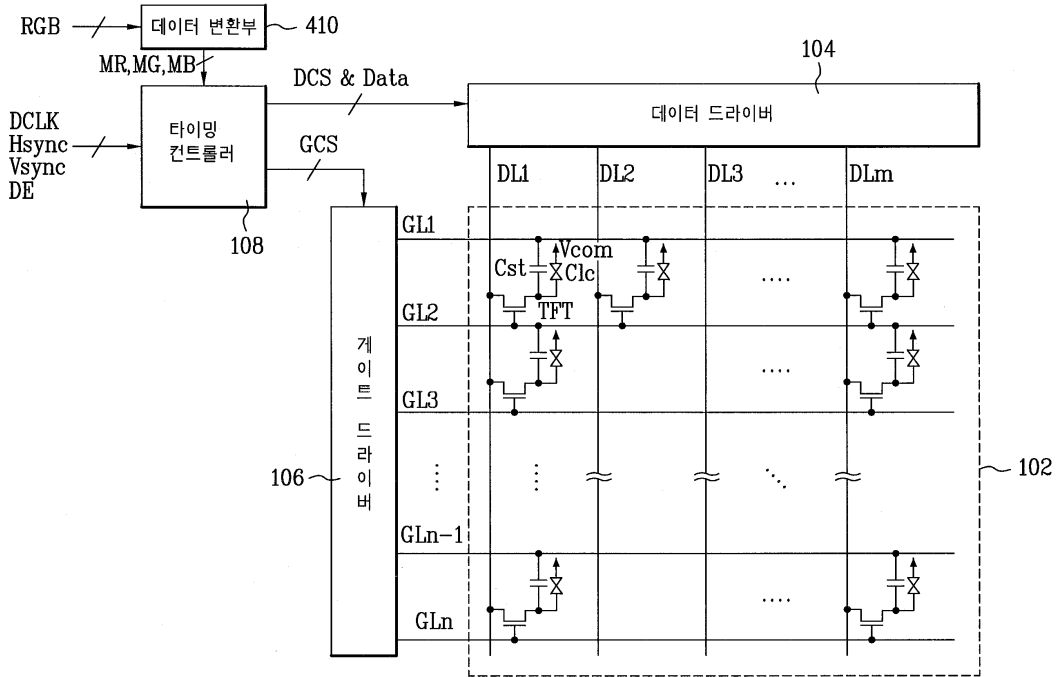 RGB
데이터 변환부
410
MR,MG,MB
DCS & Data
104
데이터 드라이버
DCLK
Hsync
Vsync
DE
타이밍
컨트롤러
GCS
108
DL1
DL2
DL3
...
DLm
GL1
Vcom
Cst
Clc
....
TFT
GL2
....
게이트 드라이버
GL3
106
102
GLn-1
....
GLn